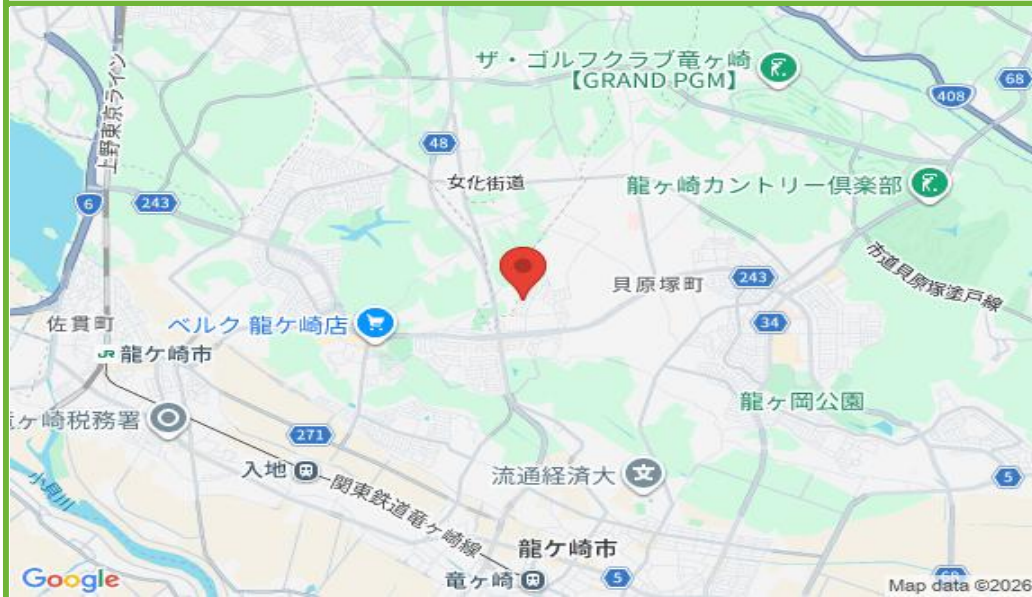 ザ・ゴルフクラブ竜ヶ崎
【GRAND PGM】
68
408
上野東京ライン
48
女化街道
龍ヶ崎カントリー倶楽部
6
243
市道貝原塚塗戸線
貝原塚町
243
佐貫町
ベルク 龍ケ崎店
34
JR 龍ケ崎市
龍ヶ岡公園
ヶ崎税務署
271
入地
流通経済大
5
小貝川
関東鉄道竜ヶ崎線
龍ケ崎市
竜ヶ崎
5
68
Google
Map data ©2026